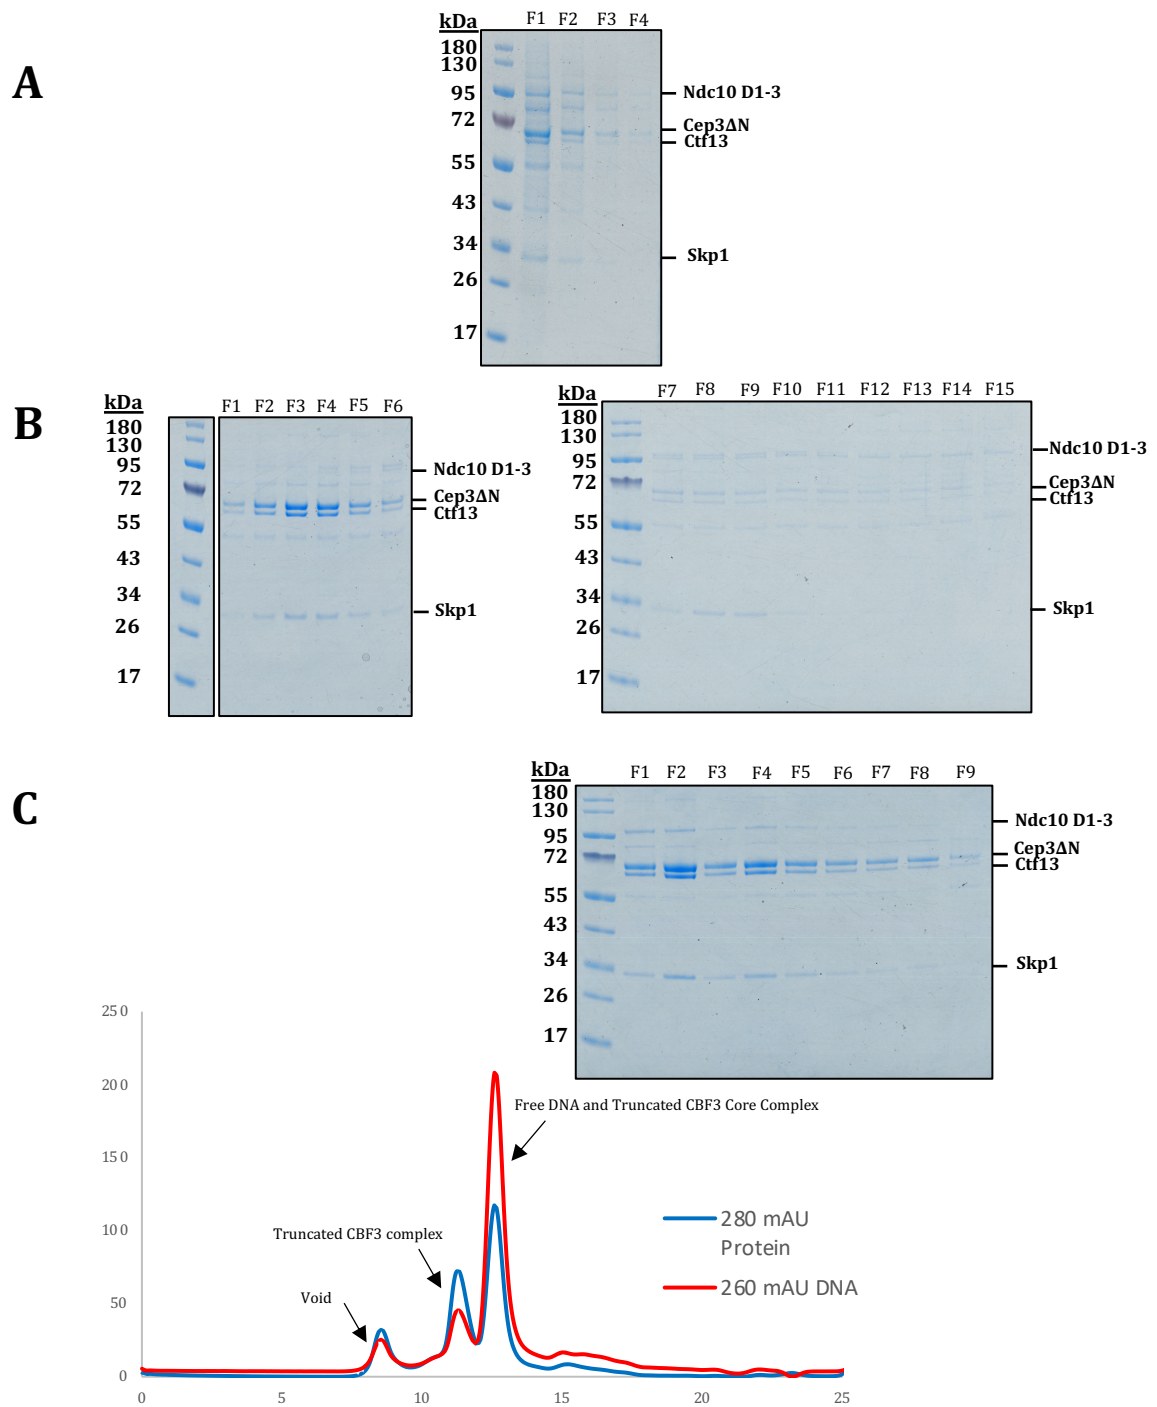 A
kDa
F1 F2 F3 F4
180
130
95
72
55
43
34
26
17
Ndc10 D1-3
Cep3ΔN
Ctf13
Skp1
B
kDa
F1 F2 F3 F4 F5 F6
180
130
95
72
55
43
34
26
17
Ndc10 D1-3
Cep3ΔN
Ctf13
Skp1
kDa
F7 F8 F9 F10 F11 F12 F13 F14 F15
180
130
95
72
55
43
34
26
17
Ndc10 D1-3
Cep3ΔN
Ctf13
Skp1
C
kDa
F1 F2 F3 F4 F5 F6 F7 F8 F9
180
130
95
72
55
43
34
26
17
Ndc10 D1-3
Cep3ΔN
Ctf13
Skp1
250
200
150
100
50
0
Free DNA and Truncated CBF3 Core Complex
Truncated CBF3 complex
Void
280 mAU
Protein
260 mAU DNA
0 5 10 15 20 25